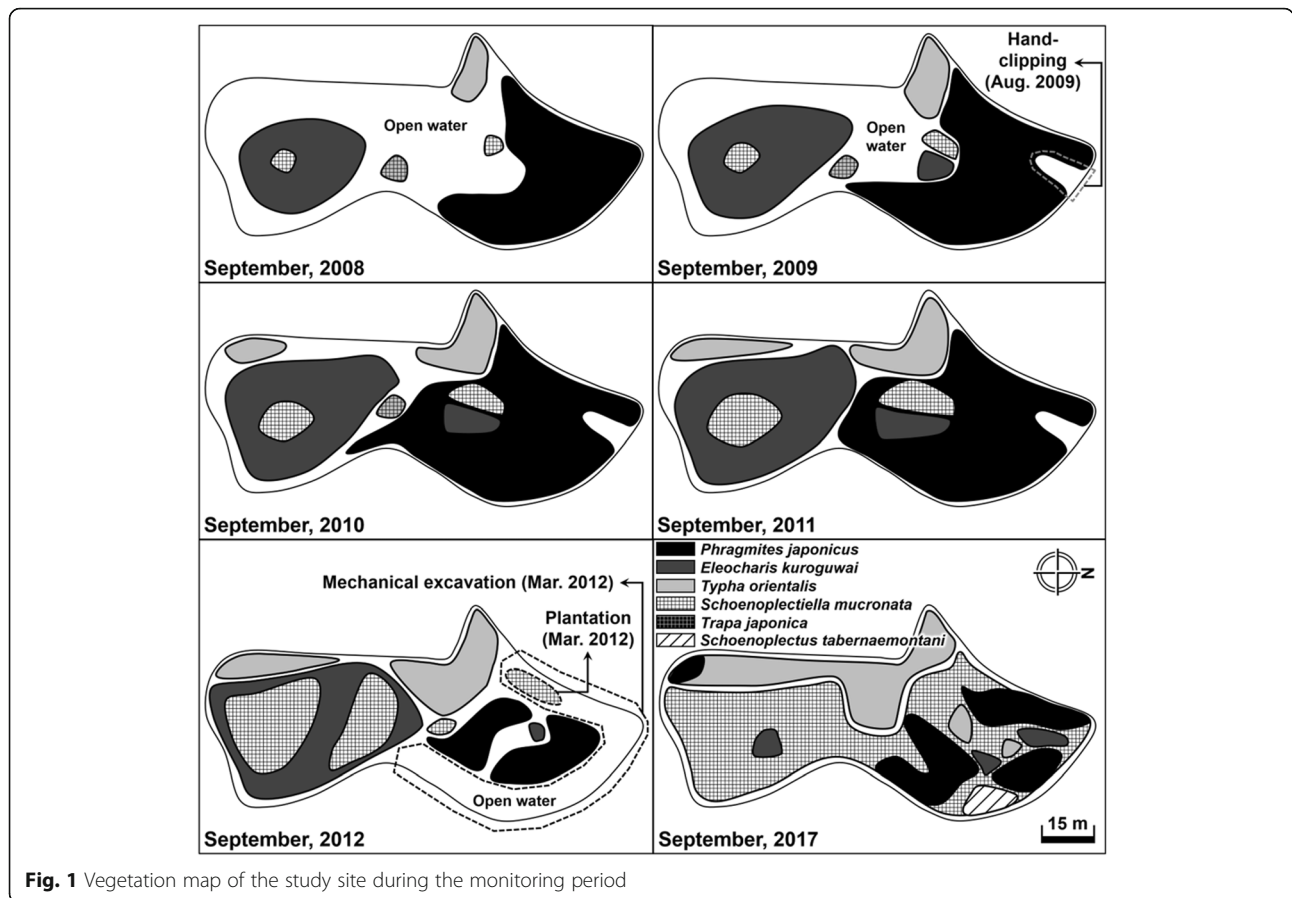 Open water
September, 2008
Hand-
clipping
(Aug. 2009)
Open
water
September, 2009
September, 2010
September, 2011
Mechanical excavation (Mar. 2012)
Plantation
(Mar. 2012)
Open water
September, 2012
Phragmites japonicus
Eleocharis kuroguwai
Typha orientalis
Schoenoplectiella mucronata
Trapa japonica
Schoenoplectus tabernaemontani
N
15 m
September, 2017
Fig. 1 Vegetation map of the study site during the monitoring period